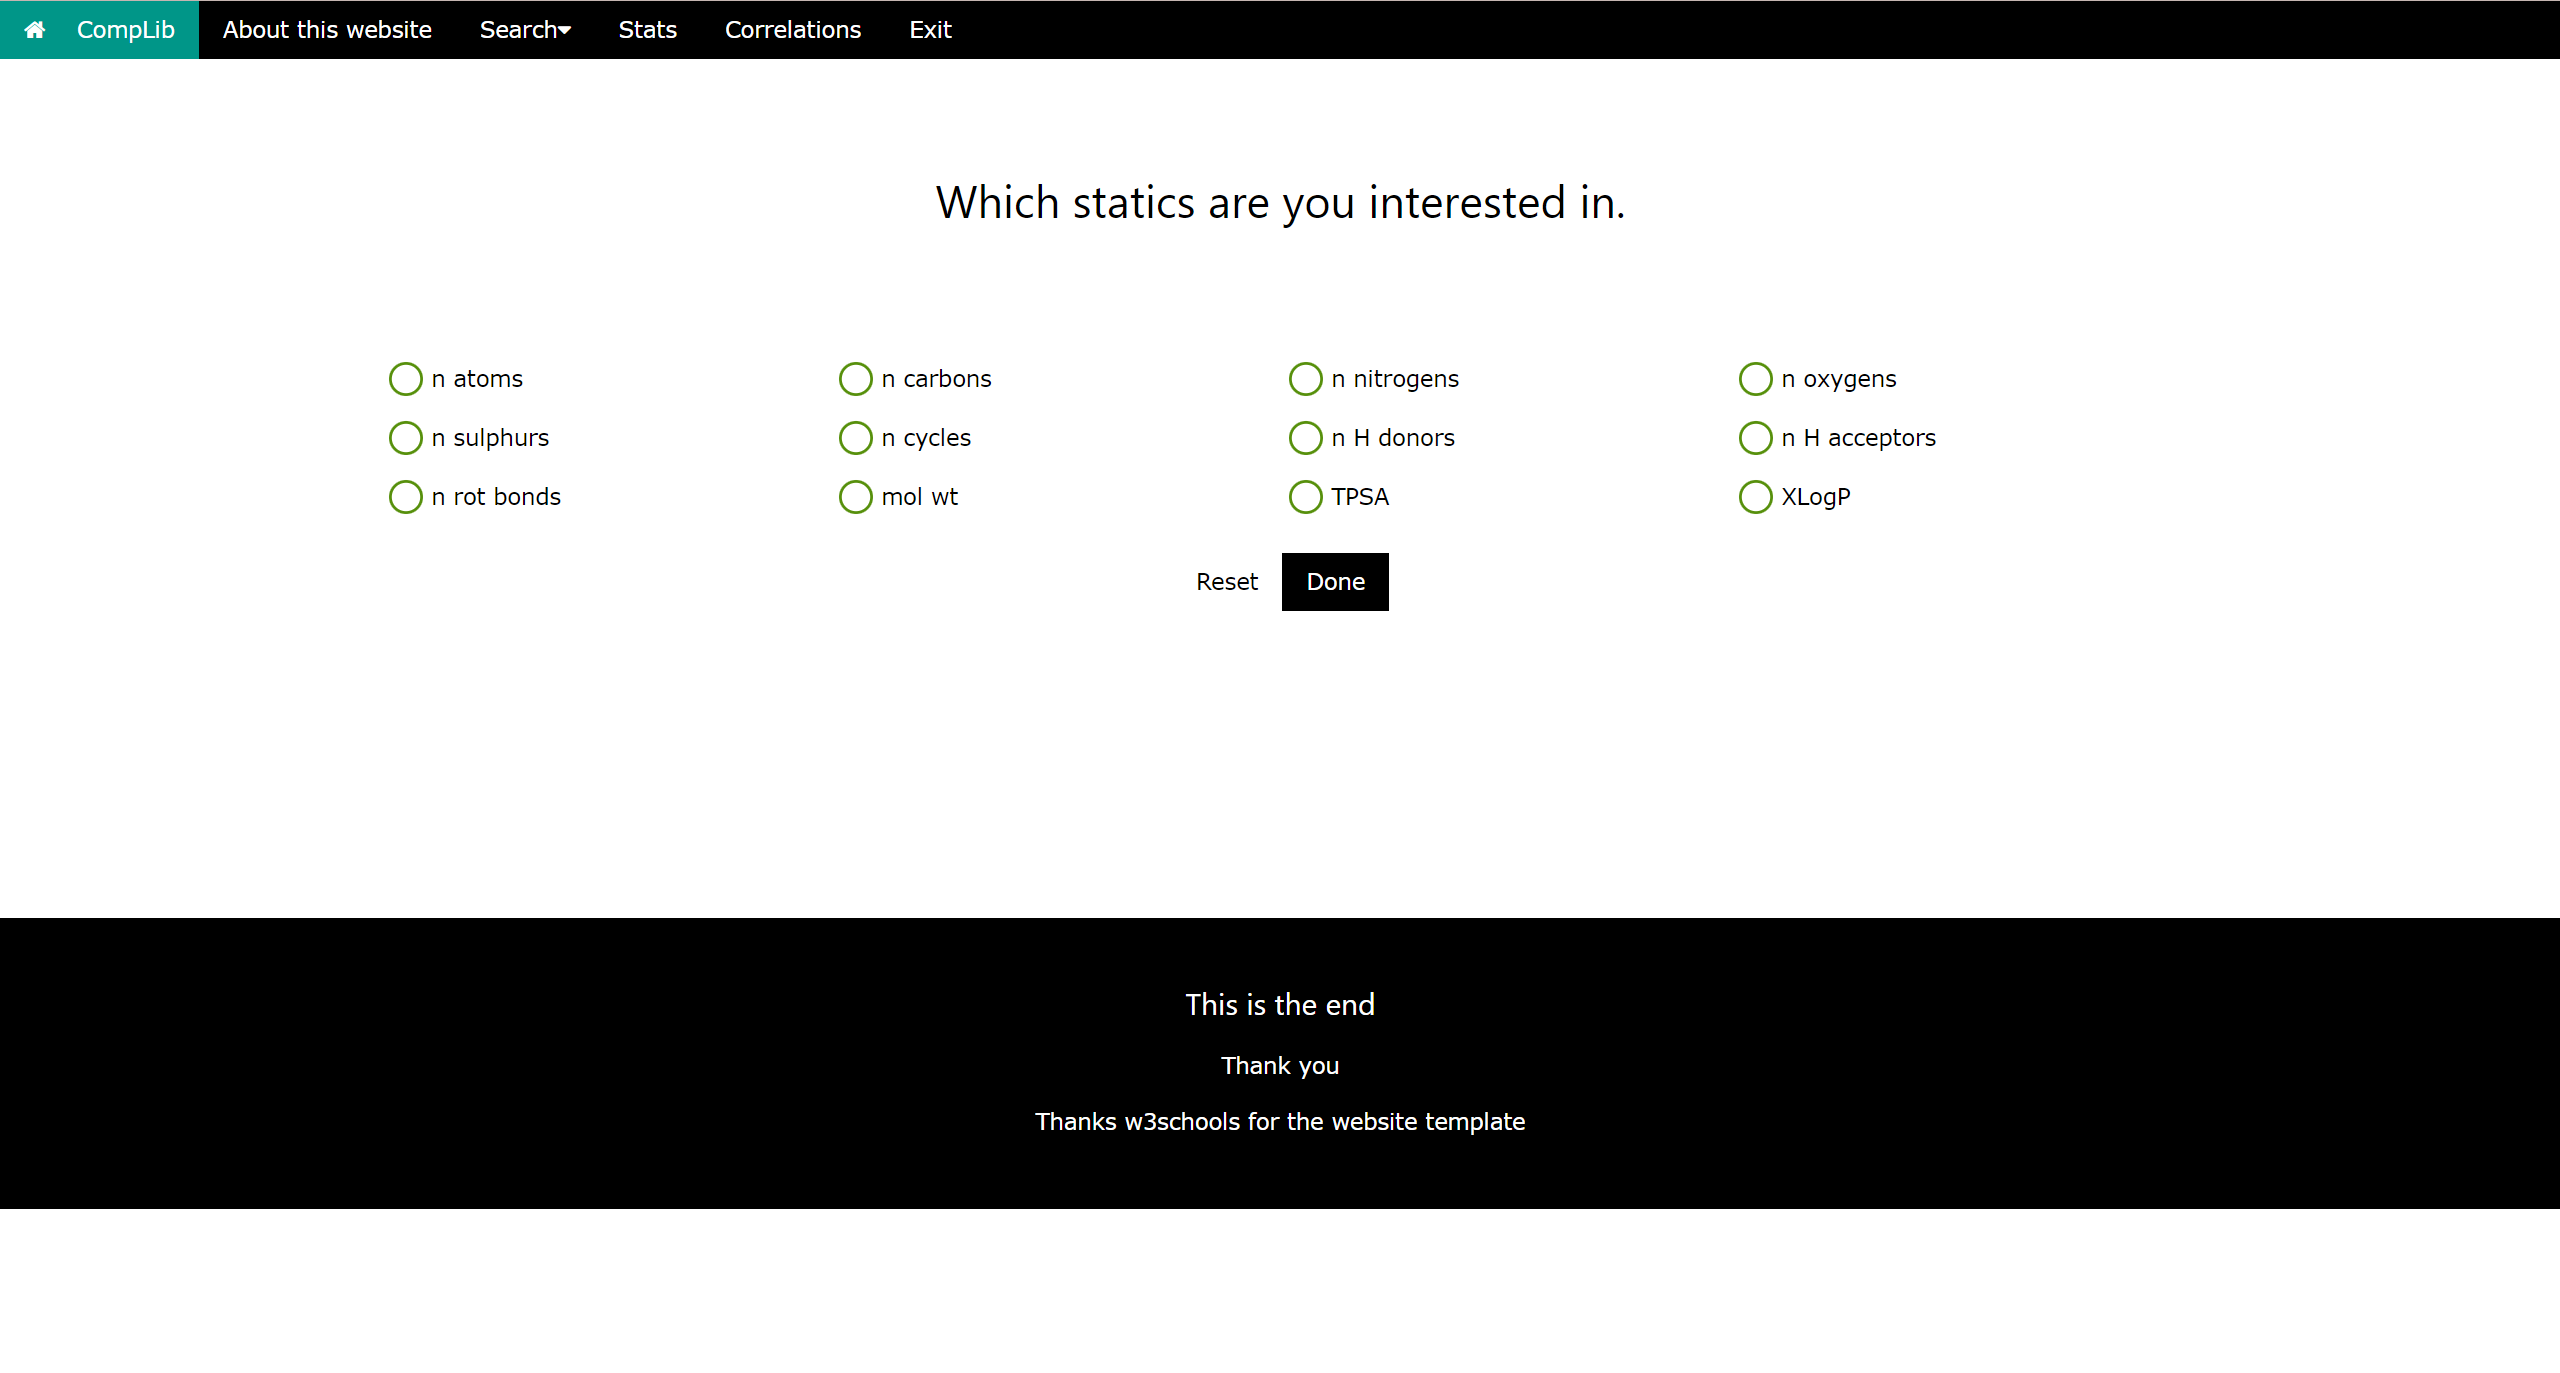 CompLib About this website Search Stats Correlations Exit
Which statics are you interested in.
n atoms n carbons n nitrogens n oxygens
n sulphurs n cycles n H donors n H acceptors
n rot bonds mol wt TPSA XLogP
Reset Done
This is the end
Thank you
Thanks w3schools for the website template